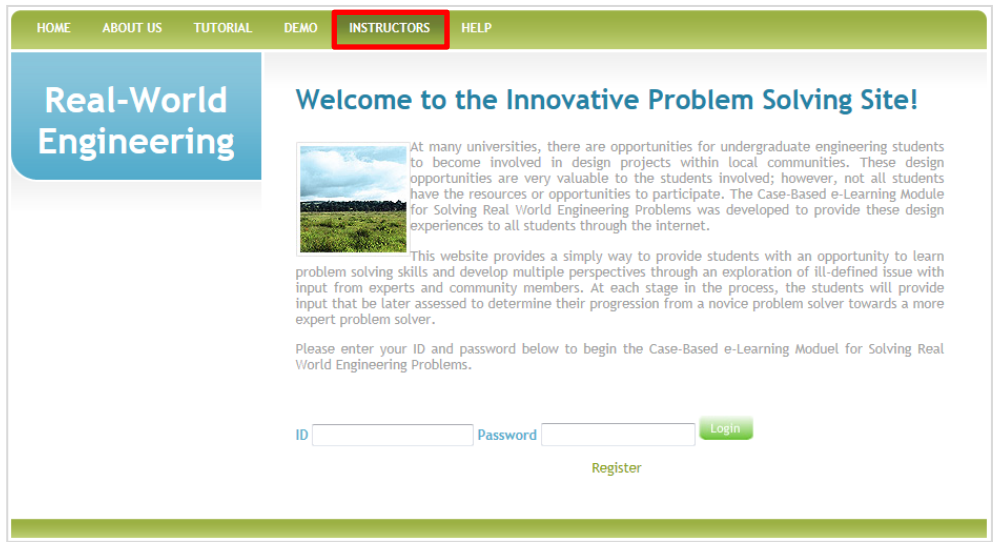 HOME ABOUT US TUTORIAL DEMO INSTRUCTORS HELP
Real-World
Engineering
Welcome to the Innovative Problem Solving Site!
At many universities, there are opportunities for undergraduate engineering students
to become involved in design projects within local communities. These design
opportunities are very valuable to the students involved; however, not all students
have the resources or opportunities to participate. The Case-Based e-Learning Module
for Solving Real World Engineering Problems was developed to provide these design
experiences to all students through the internet.
This website provides a simply way to provide students with an opportunity to learn
problem solving skills and develop multiple perspectives through an exploration of ill-defined issue with
input from experts and community members. At each stage in the process, the students will provide
input that be later assessed to determine their progression from a novice problem solver towards a more
expert problem solver.
Please enter your ID and password below to begin the Case-Based e-Learning Moduel for Solving Real
World Engineering Problems.
ID Password Login
Register